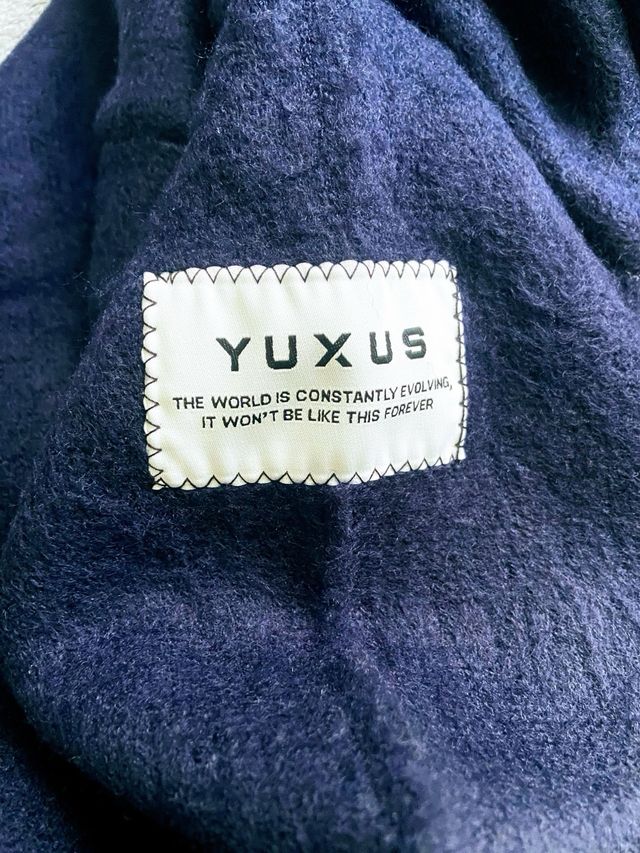 YUXUS
THE WORLD IS CONSTANTLY EVOLVING,
IT WON'T BE LIKE THIS FOREVER